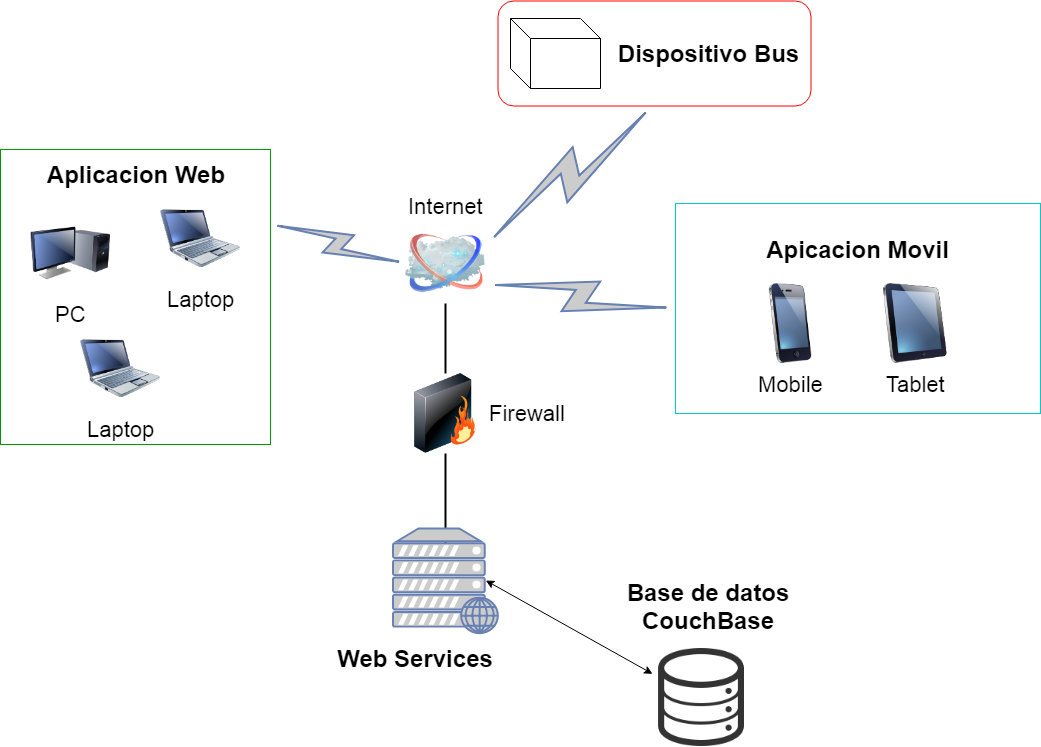 Dispositivo Bus
Aplicacion Web
Internet
PC
Laptop
Laptop
Apicacion Movil
Mobile
Tablet
Firewall
Web Services
Base de datos
CouchBase